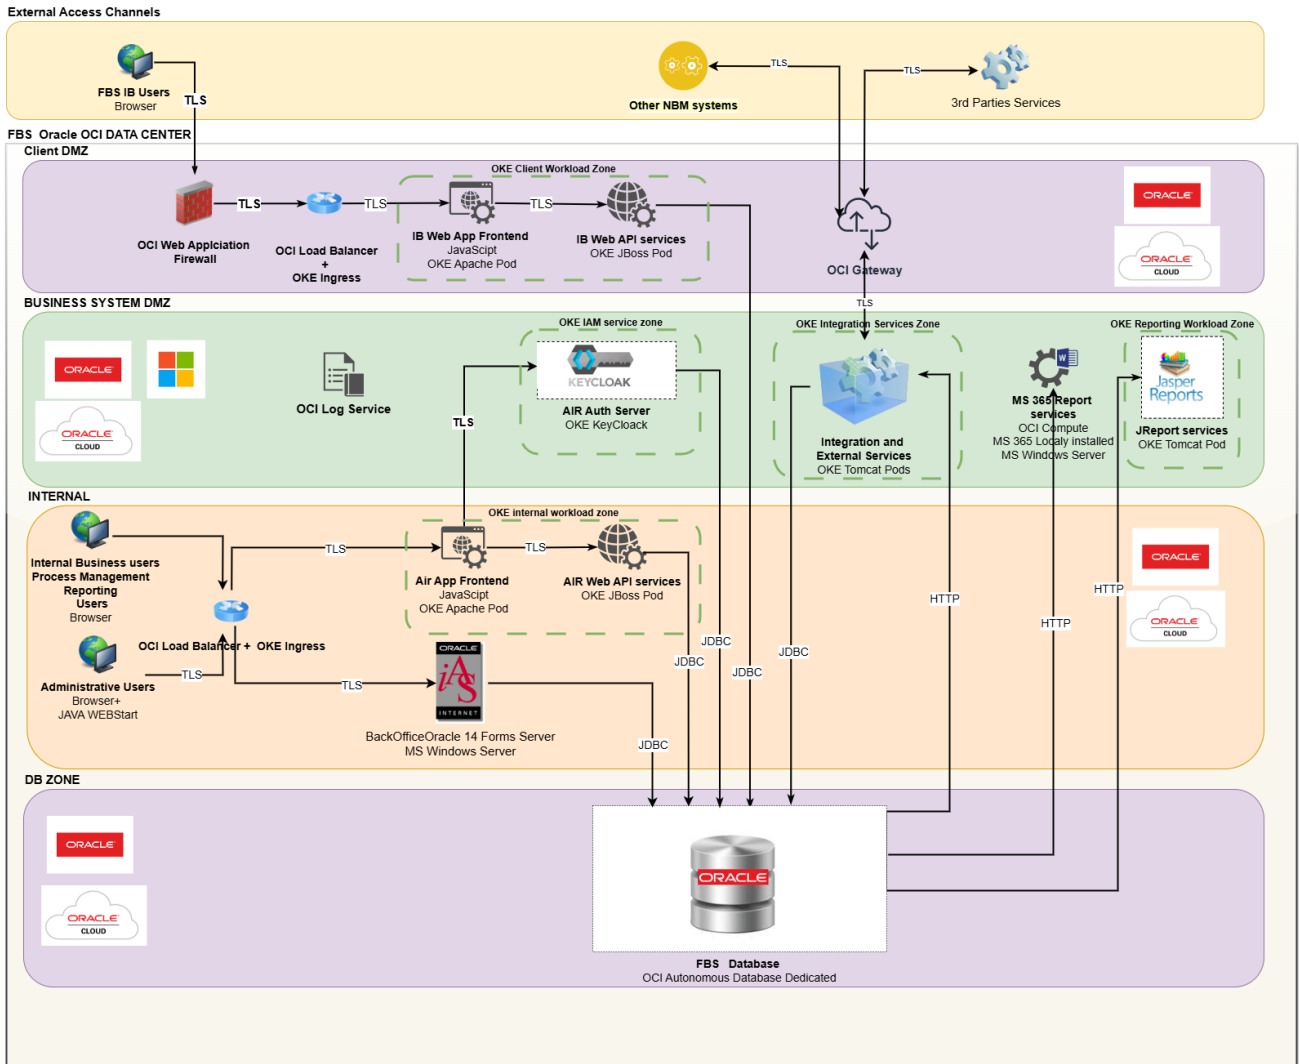 External Access Channels
FBS IB Users
Browser
TLS
Other NBM systems
TLS
TLS
3rd Parties Services
FBS Oracle OCI DATA CENTER
Client DMZ
OCI Web Applciation
Firewall
TLS
OCI Load Balancer
+
OKE Ingress
TLS
OKE Client Workload Zone
IB Web App Frontend
JavaScipt
OKE Apache Pod
TLS
IB Web API services
OKE JBoss Pod
OCI Gateway
TLS
ORACLE
ORACLE
CLOUD
BUSINESS SYSTEM DMZ
ORACLE
ORACLE
CLOUD
OCI Log Service
OKE IAM service zone
KEYCLOAK
AIR Auth Server
OKE KeyCloack
TLS
OKE Integration Services Zone
Integration and
External Services
OKE Tomcat Pods
W
MS 365 Report
services
OCI Compute
MS 365 Localy installed
MS Windows Server
OKE Reporting Workload Zone
Jasper
Reports
JReport services
OKE Tomcat Pod
INTERNAL
Internal Business users
Process Management
Reporting
Users
Browser
OCI Load Balancer + OKE Ingress
Administrative Users
Browser+
JAVA WEBStart
TLS
TLS
TLS
OKE internal workload zone
Air App Frontend
JavaScipt
OKE Apache Pod
TLS
AIR Web API services
OKE JBoss Pod
ORACLE
iAS
INTERNET
BackOfficeOracle 14 Forms Server
MS Windows Server
JDBC
JDBC
JDBC
JDBC
JDBC
HTTP
HTTP
HTTP
ORACLE
ORACLE
CLOUD
DB ZONE
ORACLE
ORACLE
CLOUD
ORACLE
FBS Database
OCI Autonomous Database Dedicated